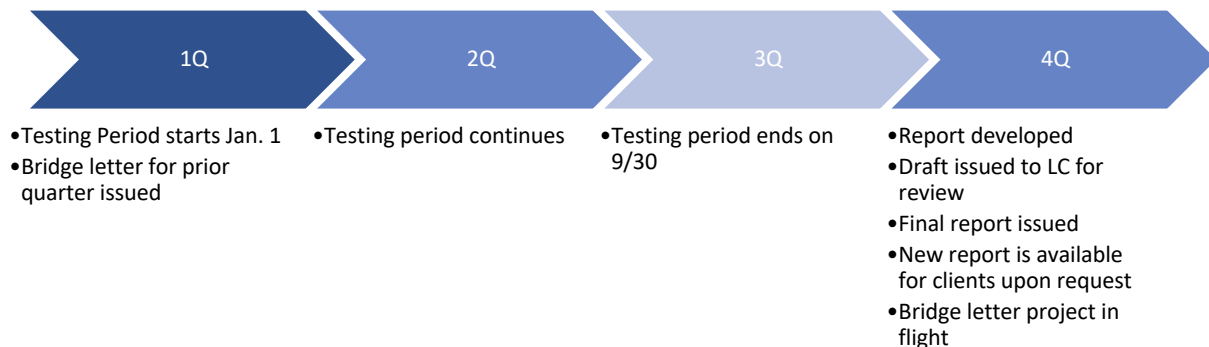 1Q
2Q
3Q
4Q
•Testing Period starts Jan. 1
•Bridge letter for prior
quarter issued
•Testing period continues
•Testing period ends on
9/30
•Report developed
•Draft issued to LC for
review
•Final report issued
•New report is available
for clients upon request
•Bridge letter project in
flight